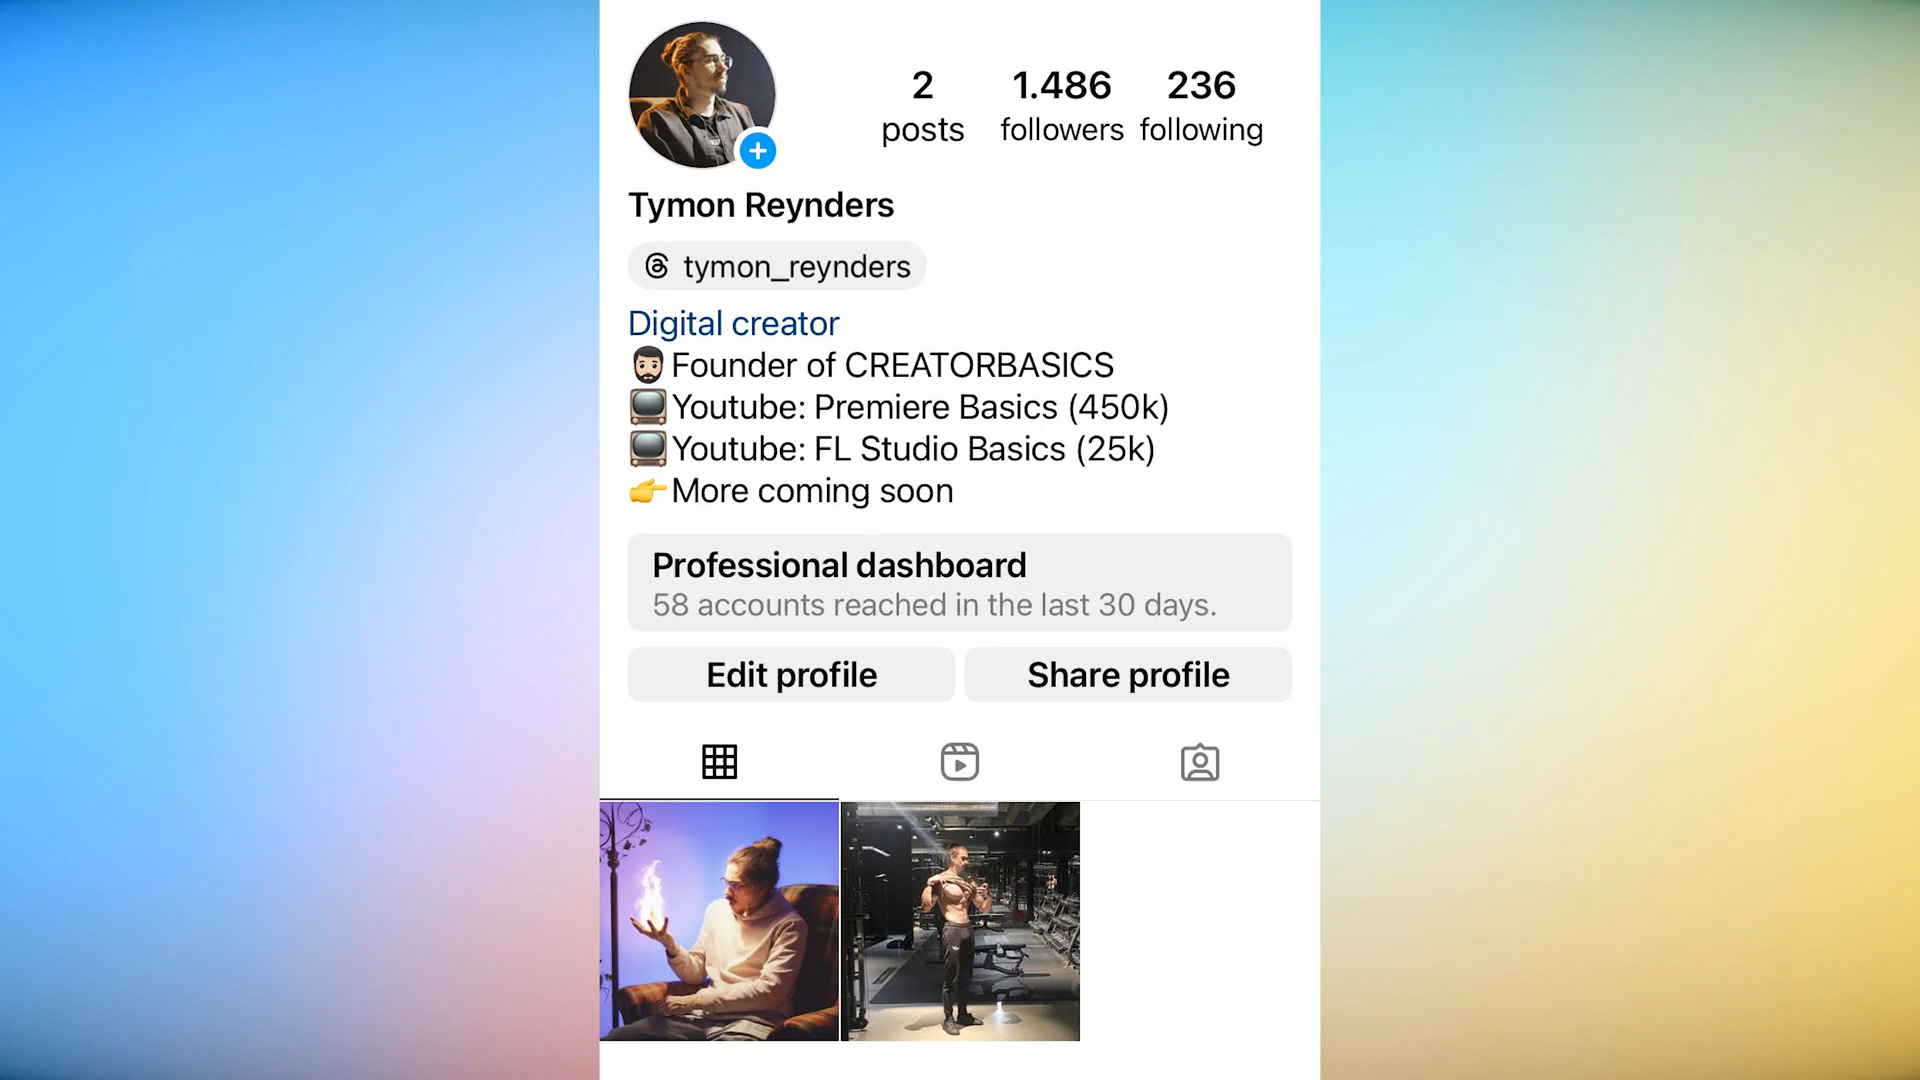 2 1.486 236
posts followers following
Tymon Reynders
tymon_reynders
Digital creator
🧔🏻Founder of CREATORBASICS
📺Youtube: Premiere Basics (450k)
📺Youtube: FL Studio Basics (25k)
👉More coming soon
Professional dashboard
58 accounts reached in the last 30 days.
Edit profile Share profile